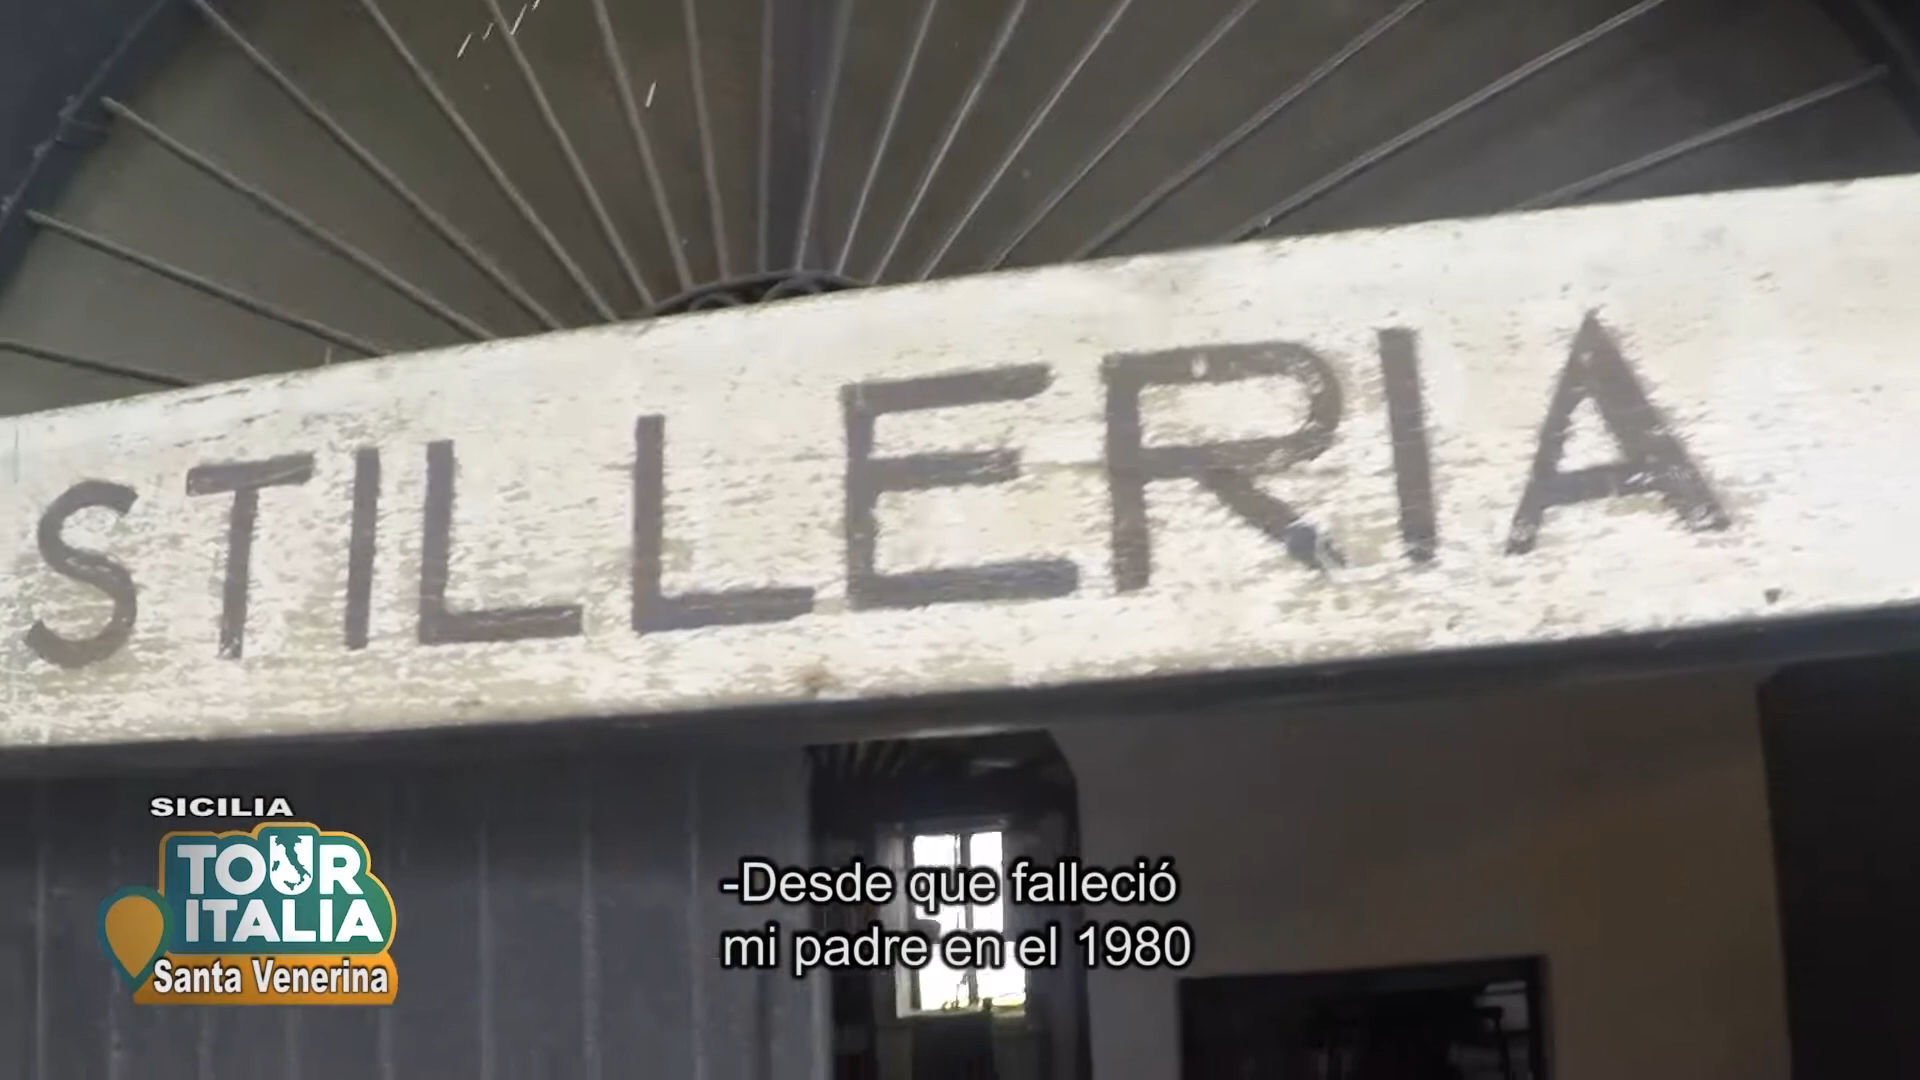 STILLERIA
SICILIA
TOUR
ITALIA
Santa Venerina
-Desde que falleció
mi padre en el 1980